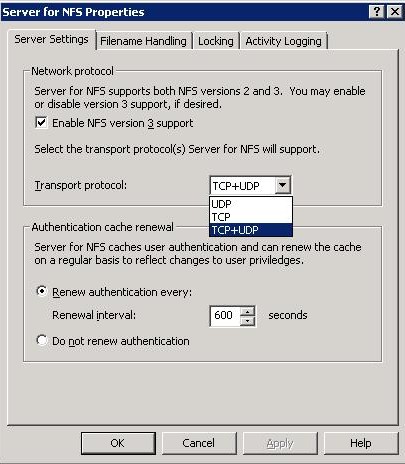 Server for NFS Properties
Server Settings
Filename Handling
Locking
Activity Logging
Network protocol
Server for NFS supports both NFS versions 2 and 3. You may enable
or disable version 3 support, if desired.
Enable NFS version 3 support
Select the transport protocol(s) Server for NFS will support.
Transport protocol:
TCP+UDP
UDP
TCP
TCP+UDP
Authentication cache renewal
Server for NFS caches user authentication and can renew the cache
on a regular basis to reflect changes to user priviledges.
Renew authentication every:
Renewal interval:
600
seconds
Do not renew authentication
OK
Cancel
Apply
Help